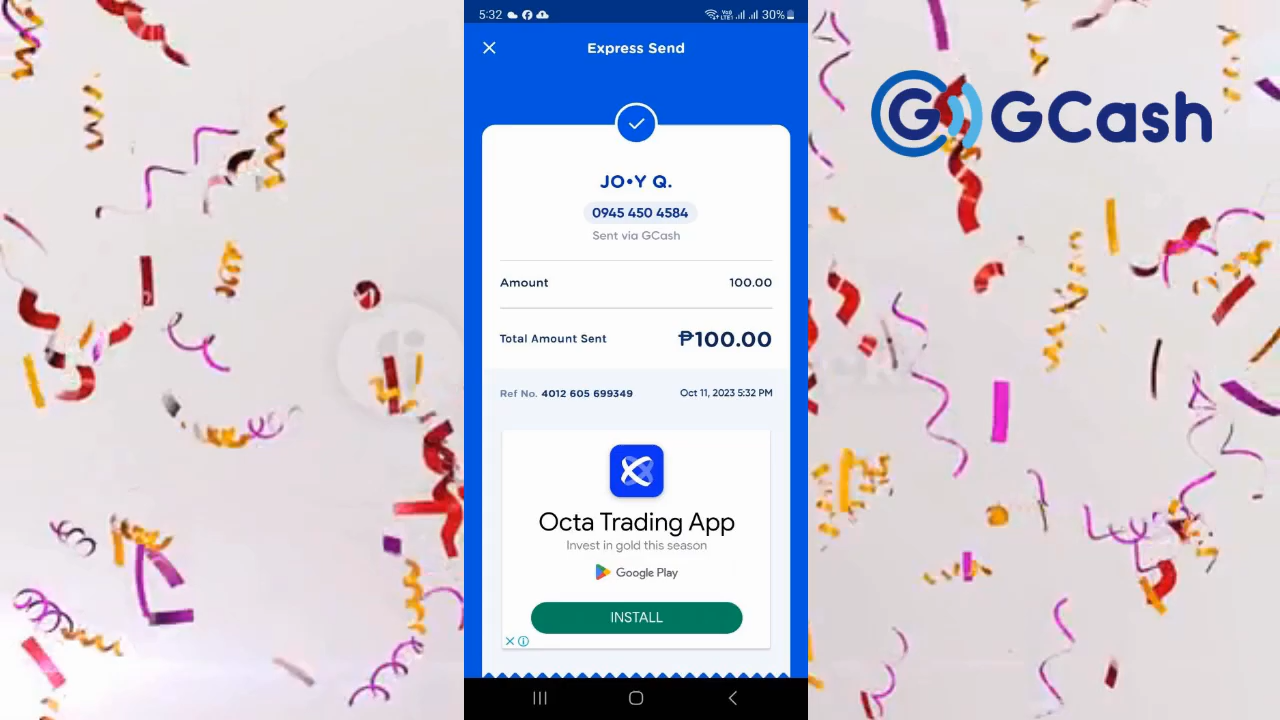 5:32
30%
Express Send
GCash
JO•Y Q.
0945 450 4584
Sent via GCash
Amount 100.00
Total Amount Sent ₱100.00
Ref No. 4012 605 699349 Oct 11, 2023 5:32 PM
Octa Trading App
Invest in gold this season
Google Play
INSTALL